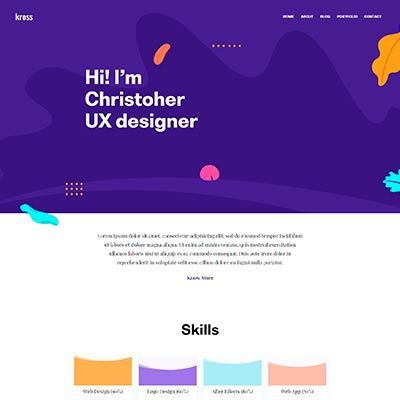 kross
HOME ABOUT BLOG PORTFOLIO CONTACT
Hi! I'm
Christoher
UX designer
Lorem ipsum dolor sit amet, consectetur adipisicing elit, sed do eiusmod tempor incididunt
ut labore et dolore magna aliqua. Ut enim ad minim veniam, quis nostrud exercitation
ullamco laboris nisi ut aliquip ex ea commodo consequat. Duis aute irure dolor in
reprehenderit in voluptate velit esse cillum dolore eu fugiat nulla pariatur.
Know More
Skills
Web Design (90%) Logo Design (80%) After Effects (80%) Web App (70%)